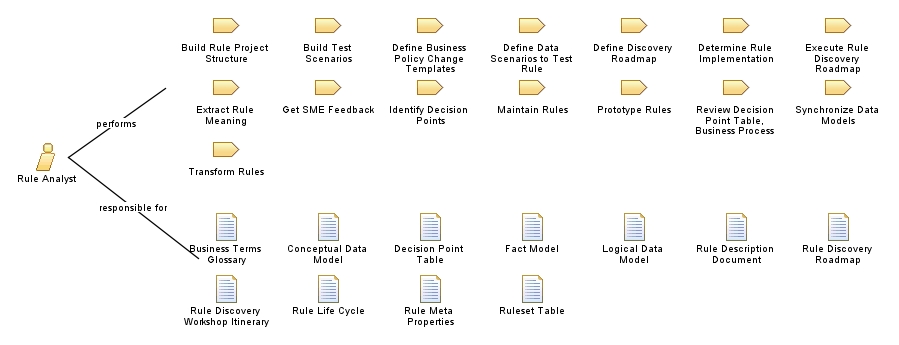 Build Rule Project Structure
Build Test Scenarios
Define Business Policy Change Templates
Define Data Scenarios to Test Rule
Define Discovery Roadmap
Determine Rule Implementation
Execute Rule Discovery Roadmap
Extract Rule Meaning
Get SME Feedback
Identify Decision Points
Maintain Rules
Prototype Rules
Review Decision Point Table, Business Process
Synchronize Data Models
performs
Transform Rules
Rule Analyst
responsible for
Business Terms Glossary
Conceptual Data Model
Decision Point Table
Fact Model
Logical Data Model
Rule Description Document
Rule Discovery Roadmap
Rule Discovery Workshop Itinerary
Rule Life Cycle
Rule Meta Properties
Ruleset Table